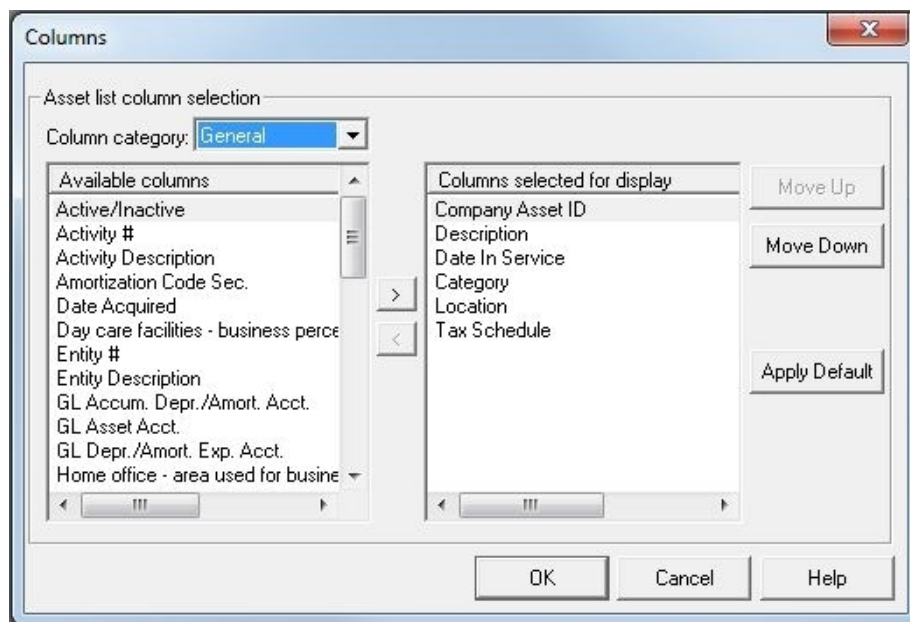 Columns
Asset list column selection
Column category: General
Available columns
Active/Inactive
Activity #
Activity Description
Amortization Code Sec.
Date Acquired
Day care facilities - business perce
Entity #
Entity Description
GL Accum. Depr./Amort. Acct.
GL Asset Acct.
GL Depr./Amort. Exp. Acct.
Home office - area used for busine
>
<
Columns selected for display
Company Asset ID
Description
Date In Service
Category
Location
Tax Schedule
Move Up
Move Down
Apply Default
OK
Cancel
Help